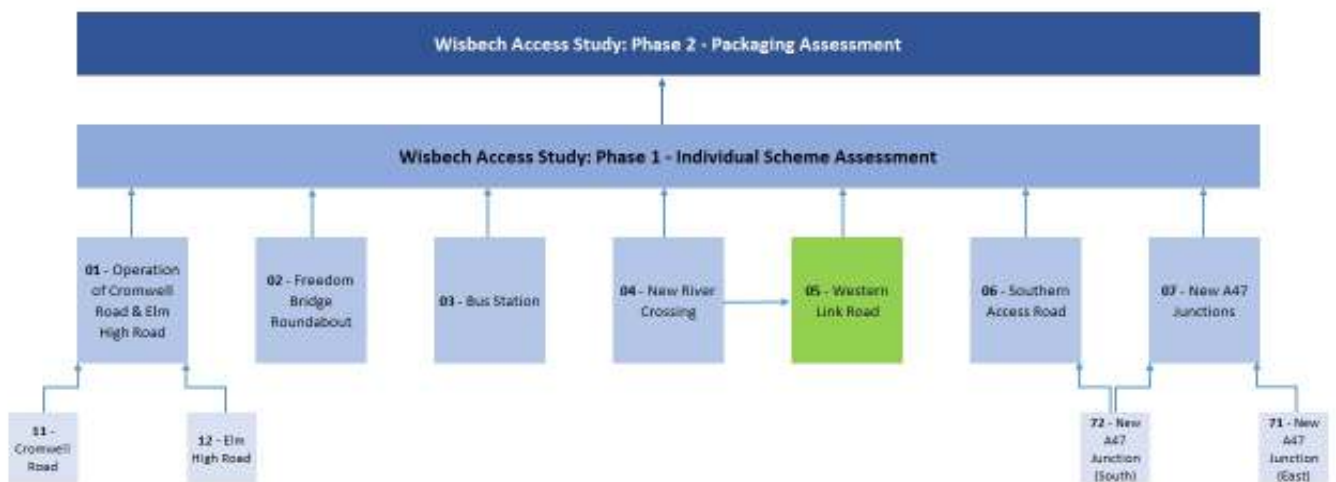 Wisbech Access Study: Phase 2 - Packaging Assessment
Wisbech Access Study: Phase 1 - Individual Scheme Assessment
01 - Operation
of Cromwell
Road & Elm
High Road
02 - Freedom
Bridge
Roundabout
03 - Bus Station
04 - New River
Crossing
05 - Western
Link Road
06 - Southern
Access Road
07 - New A47
Junctions
11 -
Cromwell
Road
12 - Elm
High Road
72 - New
A47
Junction
(South)
71 - New
A47
Junction
(East)